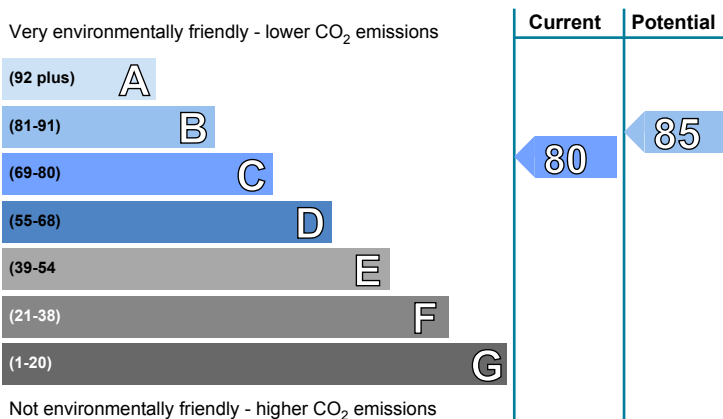 Very environmentally friendly - lower CO2 emissions
Current
Potential
(92 plus) A
(81-91) B
(69-80) C
(55-68) D
(39-54 E
(21-38) F
(1-20) G
80
85
Not environmentally friendly - higher CO2 emissions